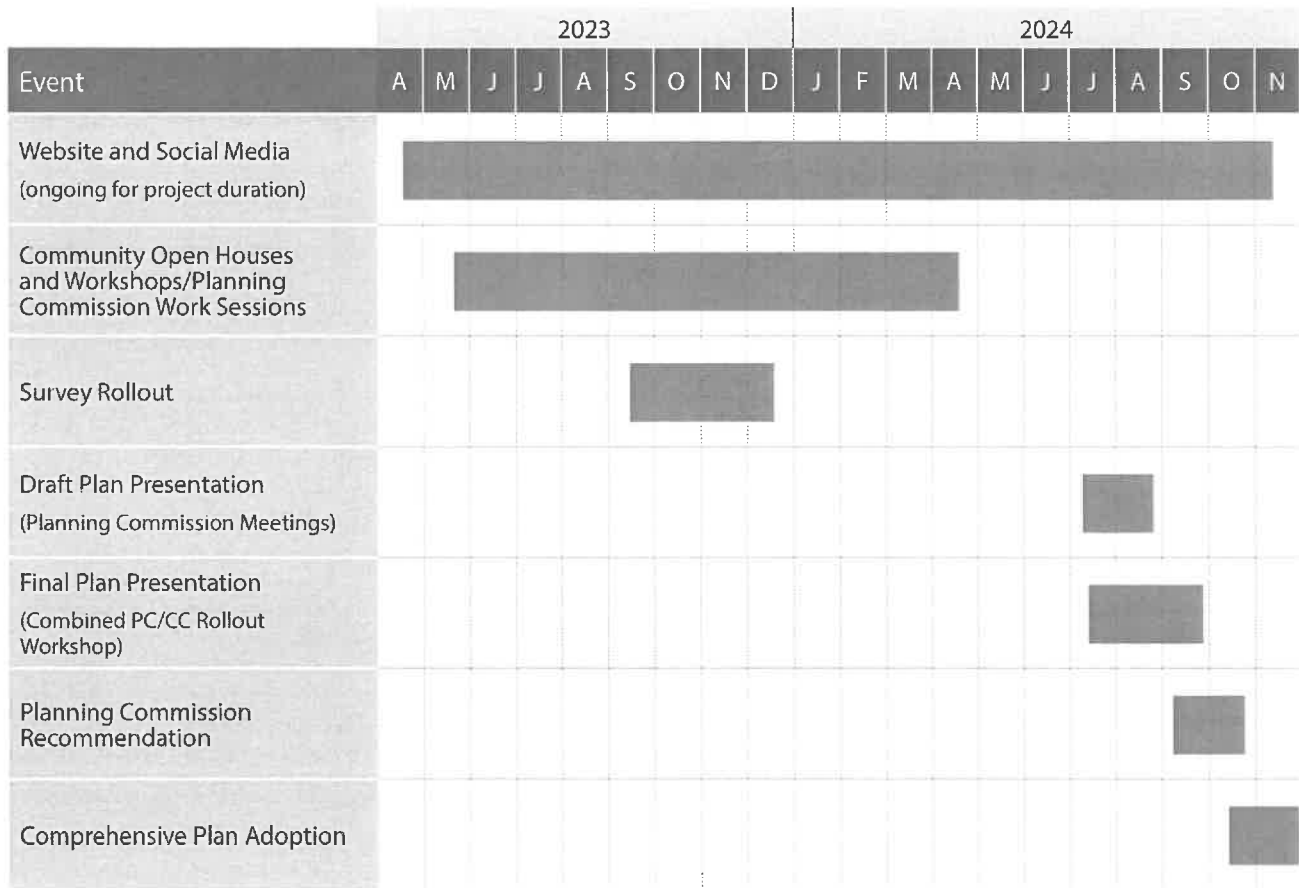 2023 2024
Event A M J J A S O N D J F M A M J J A S O N
Website and Social Media
(ongoing for project duration)
Community Open Houses
and Workshops/Planning
Commission Work Sessions
Survey Rollout
Draft Plan Presentation
(Planning Commission Meetings)
Final Plan Presentation
(Combined PC/CC Rollout
Workshop)
Planning Commission
Recommendation
Comprehensive Plan Adoption